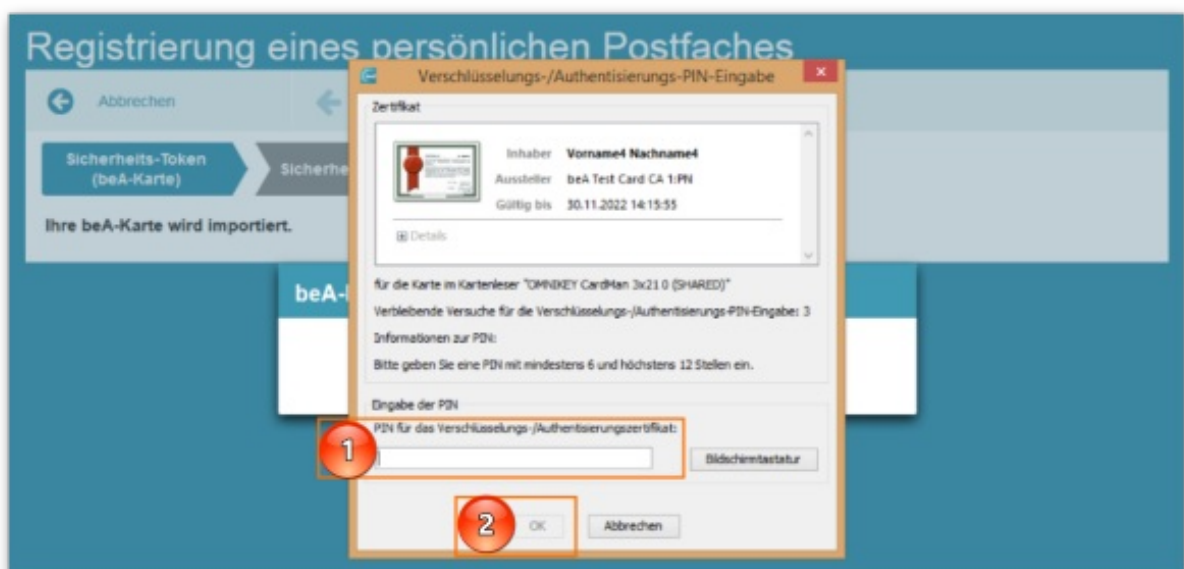 Registrierung eines persönlichen Postfaches
Verschlüsselungs-/Authentisierungs-PIN-Eingabe
Abbrechen
Sicherheits-Token
(beA-Karte)
Sicherhe
Ihre beA-Karte wird importiert.
beA-
Zertifikat
Inhaber Vorname4 Nachname4
Aussteller beA Test Card CA 1:PN
Gültig bis 30.11.2022 14:15:55
Details
für die Karte im Kartenleser "OMNIKEY CardMan 3x21 0 (SHARED)"
Verbleibende Versuche für die Verschlüsselungs-/Authentisierungs-PIN-Eingabe: 3
Informationen zur PIN:
Bitte geben Sie eine PIN mit mindestens 6 und höchstens 12 Stellen ein.
Eingabe der PIN
PIN für das Verschlüsselungs-/Authentisierungszertifikat:
1
Bildschirmtastatur
2
OK
Abbrechen